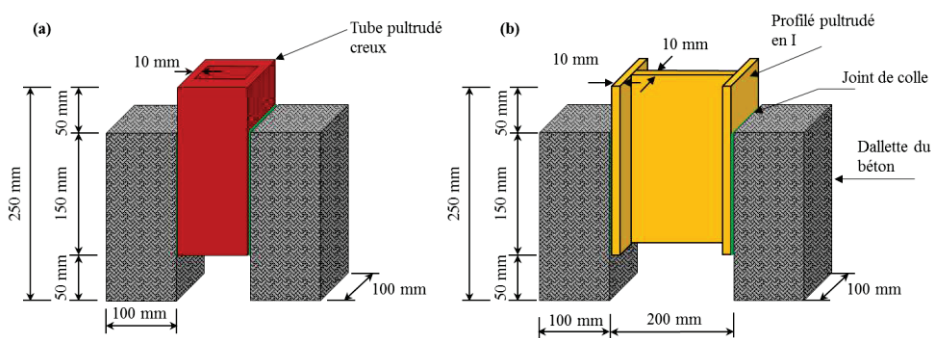 (a)
Tube pultrudé
creux
10 mm
50 mm
150 mm
250 mm
50 mm
100 mm
100 mm
(b)
Profilé pultrudé
en I
10 mm
10 mm
Joint de colle
Dallette du
béton
50 mm
150 mm
250 mm
50 mm
100 mm
200 mm
100 mm